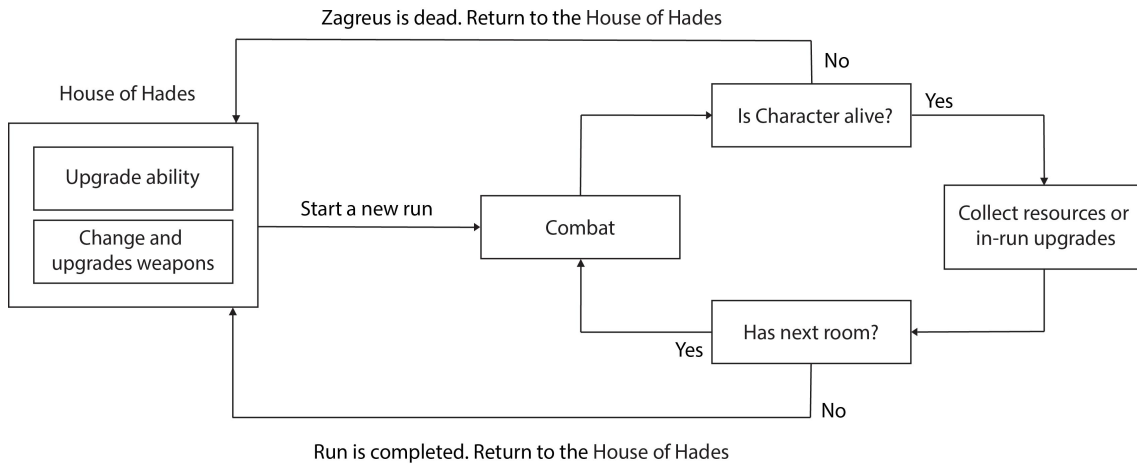 Zagreus is dead. Return to the House of Hades
No
House of Hades
Is Character alive?
Yes
Upgrade ability
Start a new run
Combat
Collect resources or
in-run upgrades
Change and
upgrades weapons
Has next room?
Yes
No
Run is completed. Return to the House of Hades